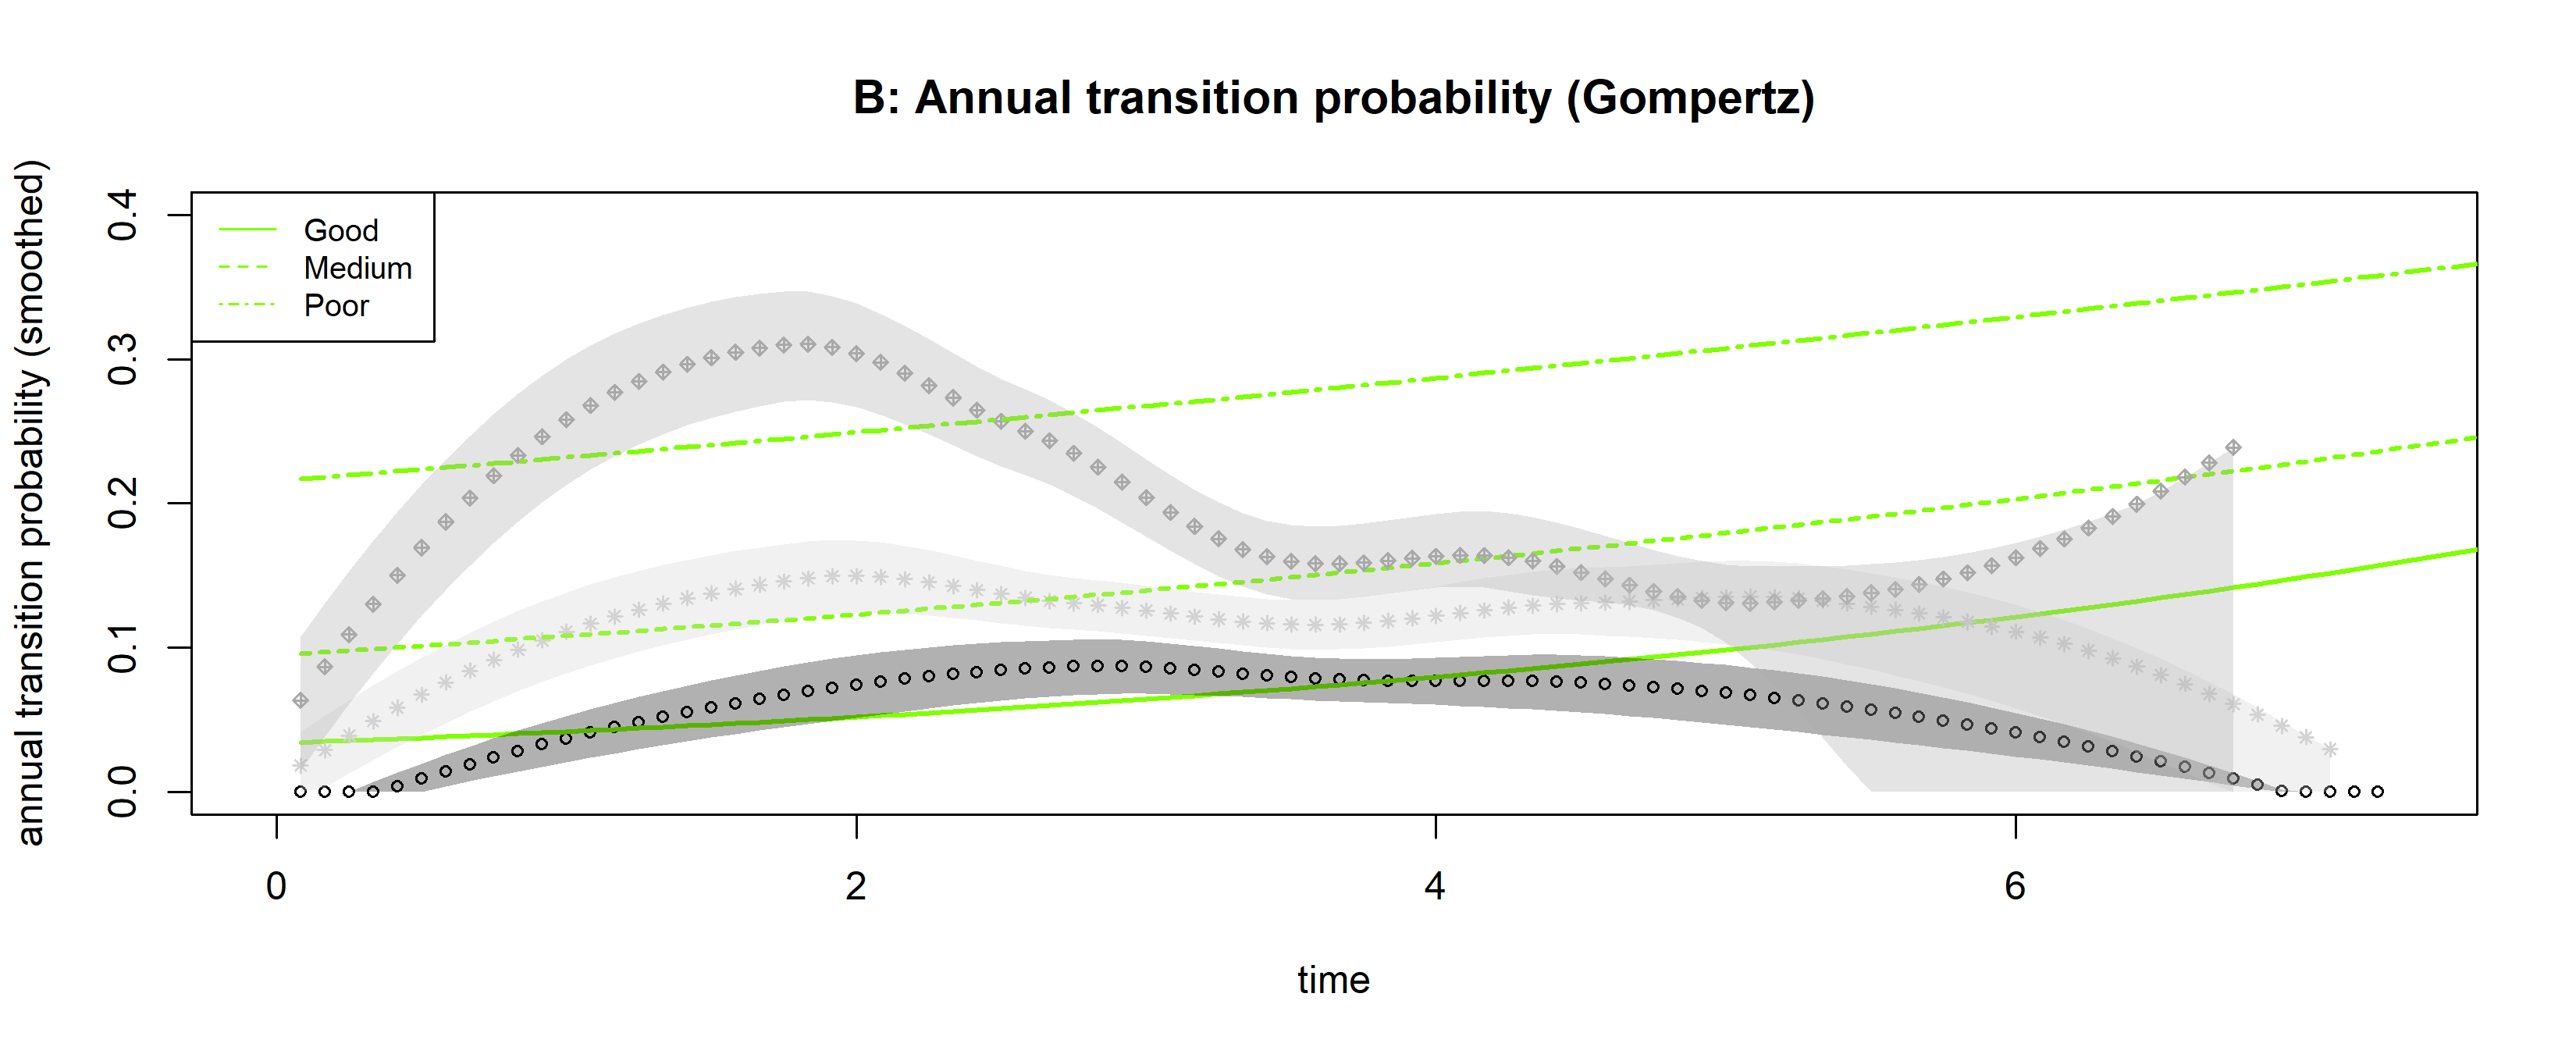 B: Annual transition probability (Gompertz)
annual transition probability (smoothed)
0.4
0.3
0.2
0.1
0.0
Good
Medium
Poor
0
2
4
6
time